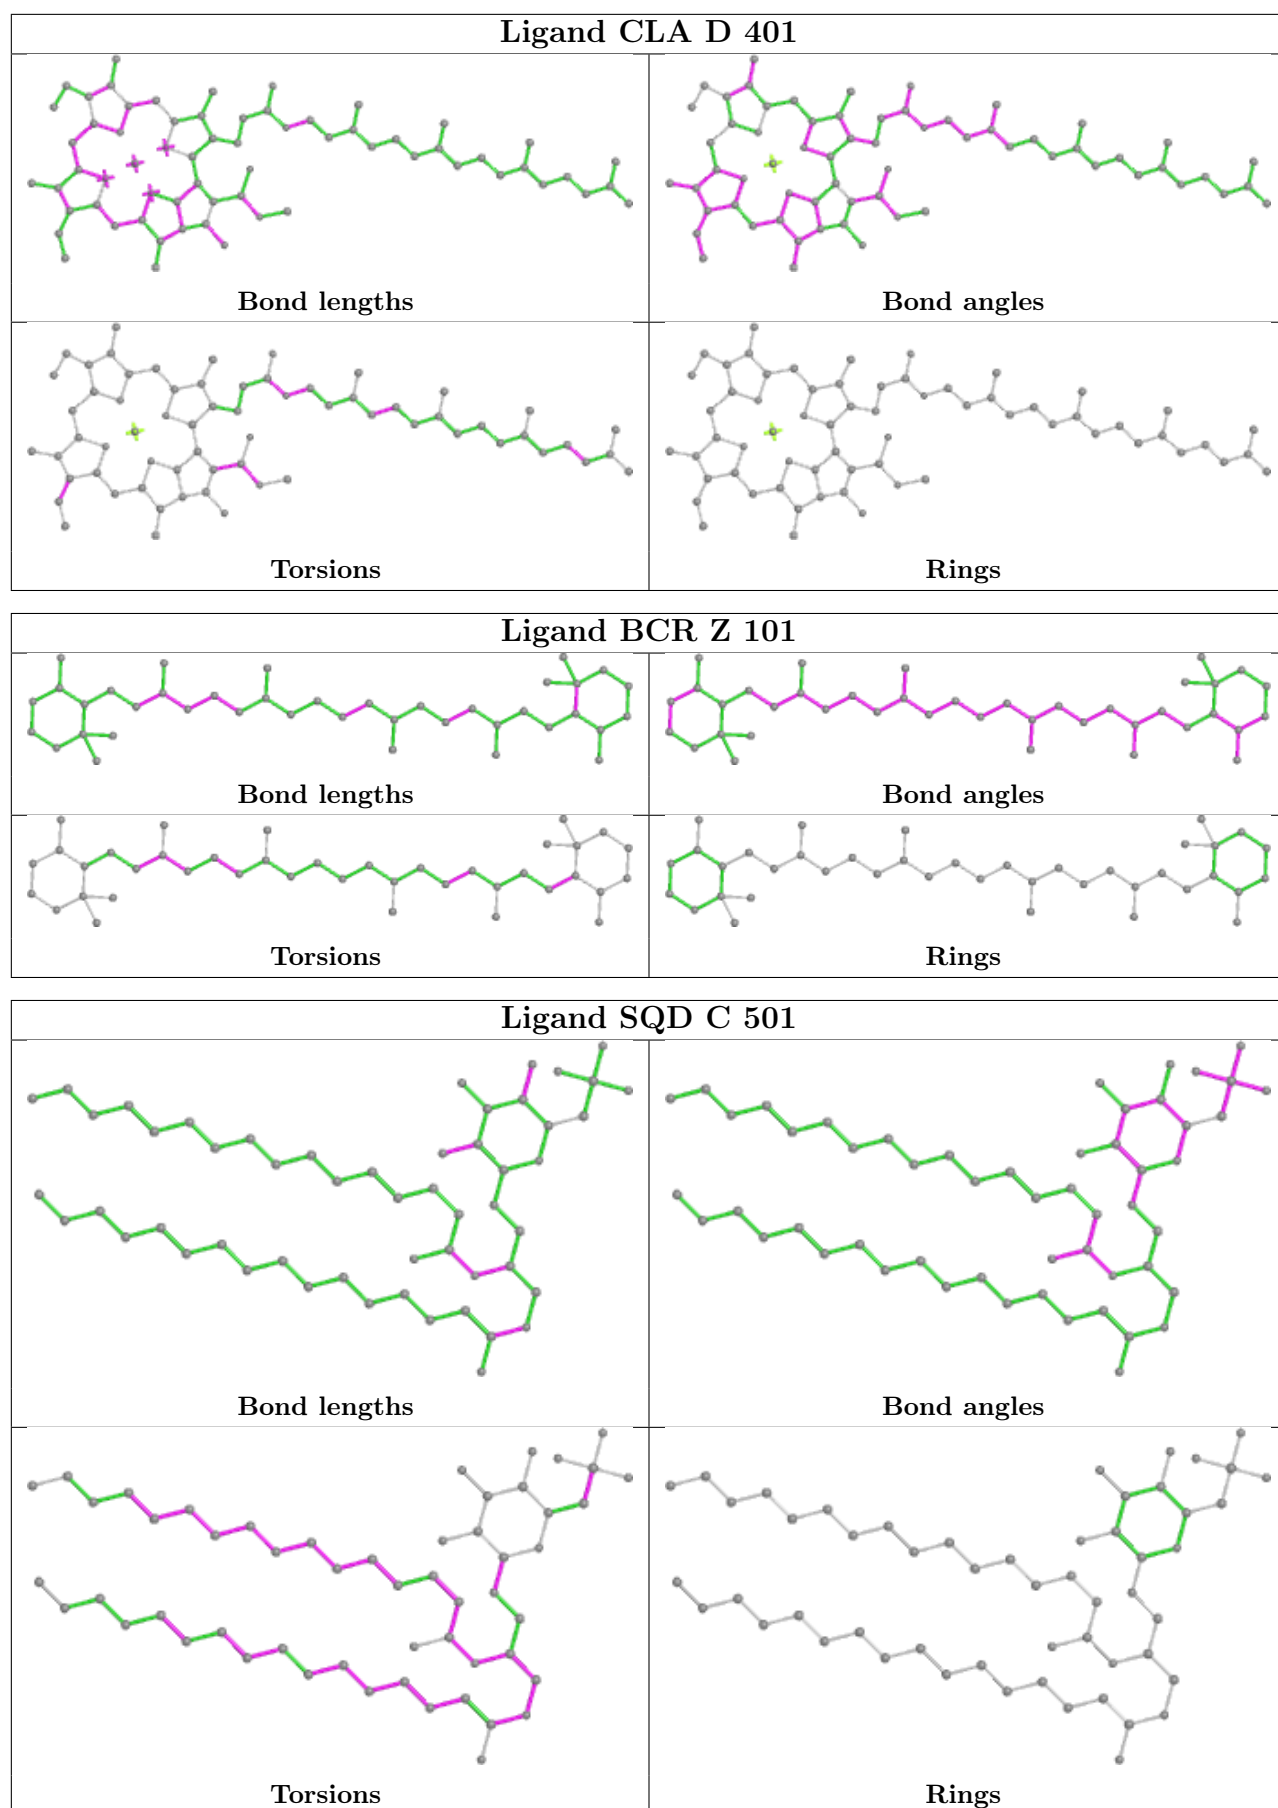 Ligand CLA D 401
Bond lengths
Bond angles
Torsions
Rings
Ligand BCR Z 101
Bond lengths
Bond angles
Torsions
Rings
Ligand SQD C 501
Bond lengths
Bond angles
Torsions
Rings